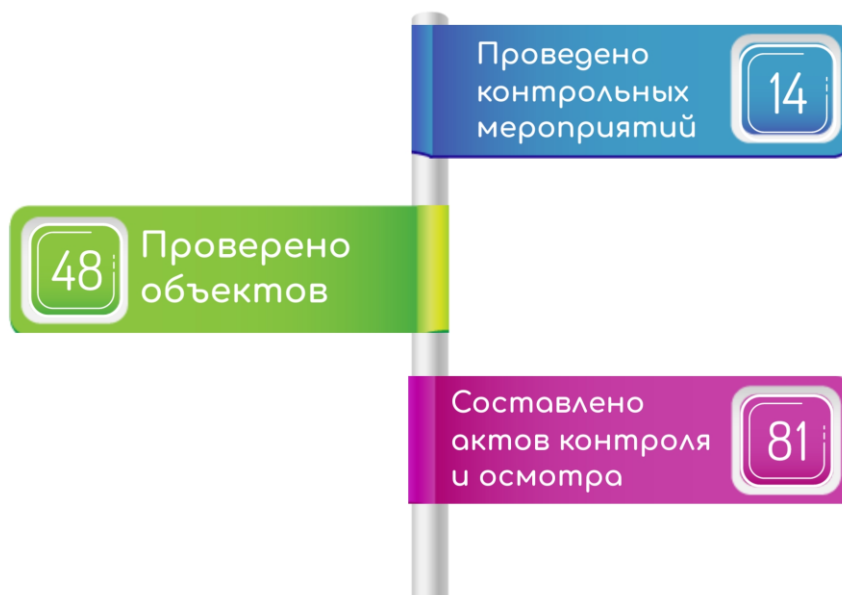 Проведено
контрольных
мероприятий
14
48
Проверено
объектов
Составлено
актов контроля
и осмотра
81